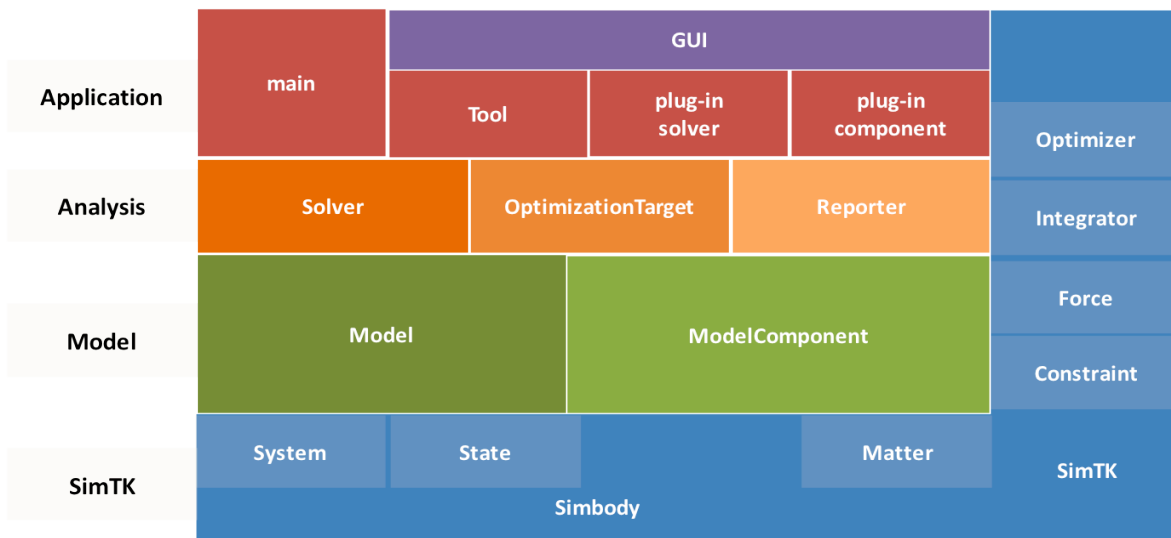 GUI
Application
main
Tool
plug-in
solver
plug-in
component
Optimizer
Analysis
Solver
OptimizationTarget
Reporter
Integrator
Model
Model
ModelComponent
Force
Constraint
SimTK
System
State
Matter
SimTK
Simbody